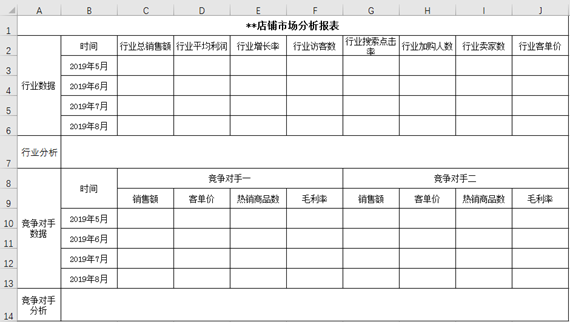 A B C D E F G H I J
1 **店铺市场分析报表
2 行业数据 时间 行业总销售额 行业平均利润 行业增长率 行业访客数 行业搜索点击率 行业加购人数 行业卖家数 行业客单价
3 2019年5月
4 2019年6月
5 2019年7月
6 2019年8月
7 行业分析
8 竞争对手数据 时间 竞争对手一 竞争对手二
9 销售额 客单价 热销商品数 毛利率 销售额 客单价 热销商品数 毛利率
10 2019年5月
11 2019年6月
12 2019年7月
13 2019年8月
14 竞争对手分析